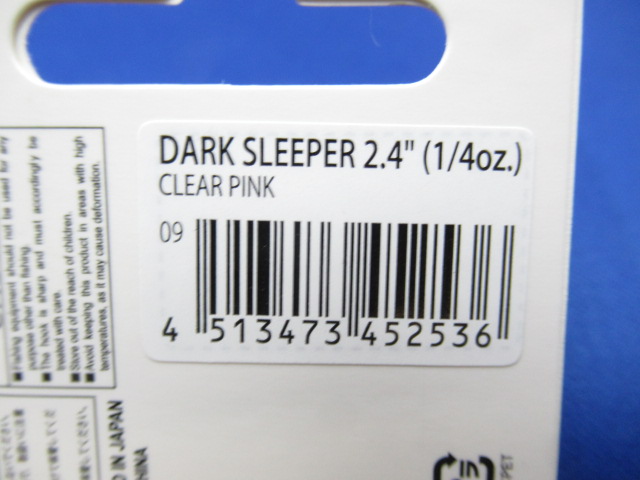 DARK SLEEPER 2.4" (1/4oz.)
CLEAR PINK
09
4 513473 452536
■Fishing equipment should not be used for any
purpose other than fishing.
■The hook is sharp and must accordingly be
treated with care.
■Store out of the reach of children.
■Avoid keeping this product in areas with high
temperatures, as it may cause deformation.
IN JAPAN
HINA
PET